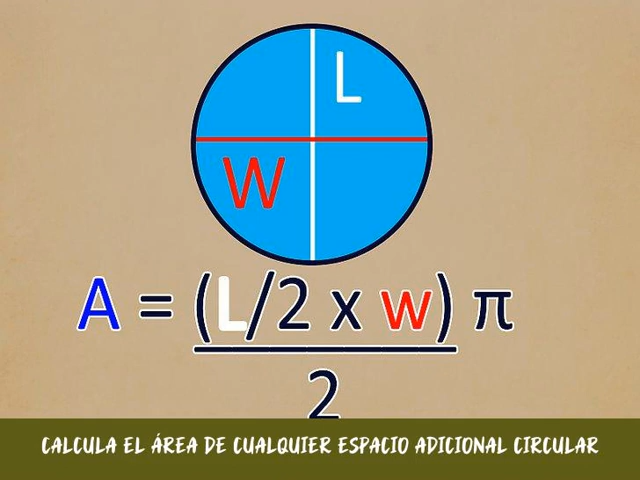 L
W
A = (L/2 x w) π
2
CALCULA EL ÁREA DE CUALQUIER ESPACIO ADICIONAL CIRCULAR